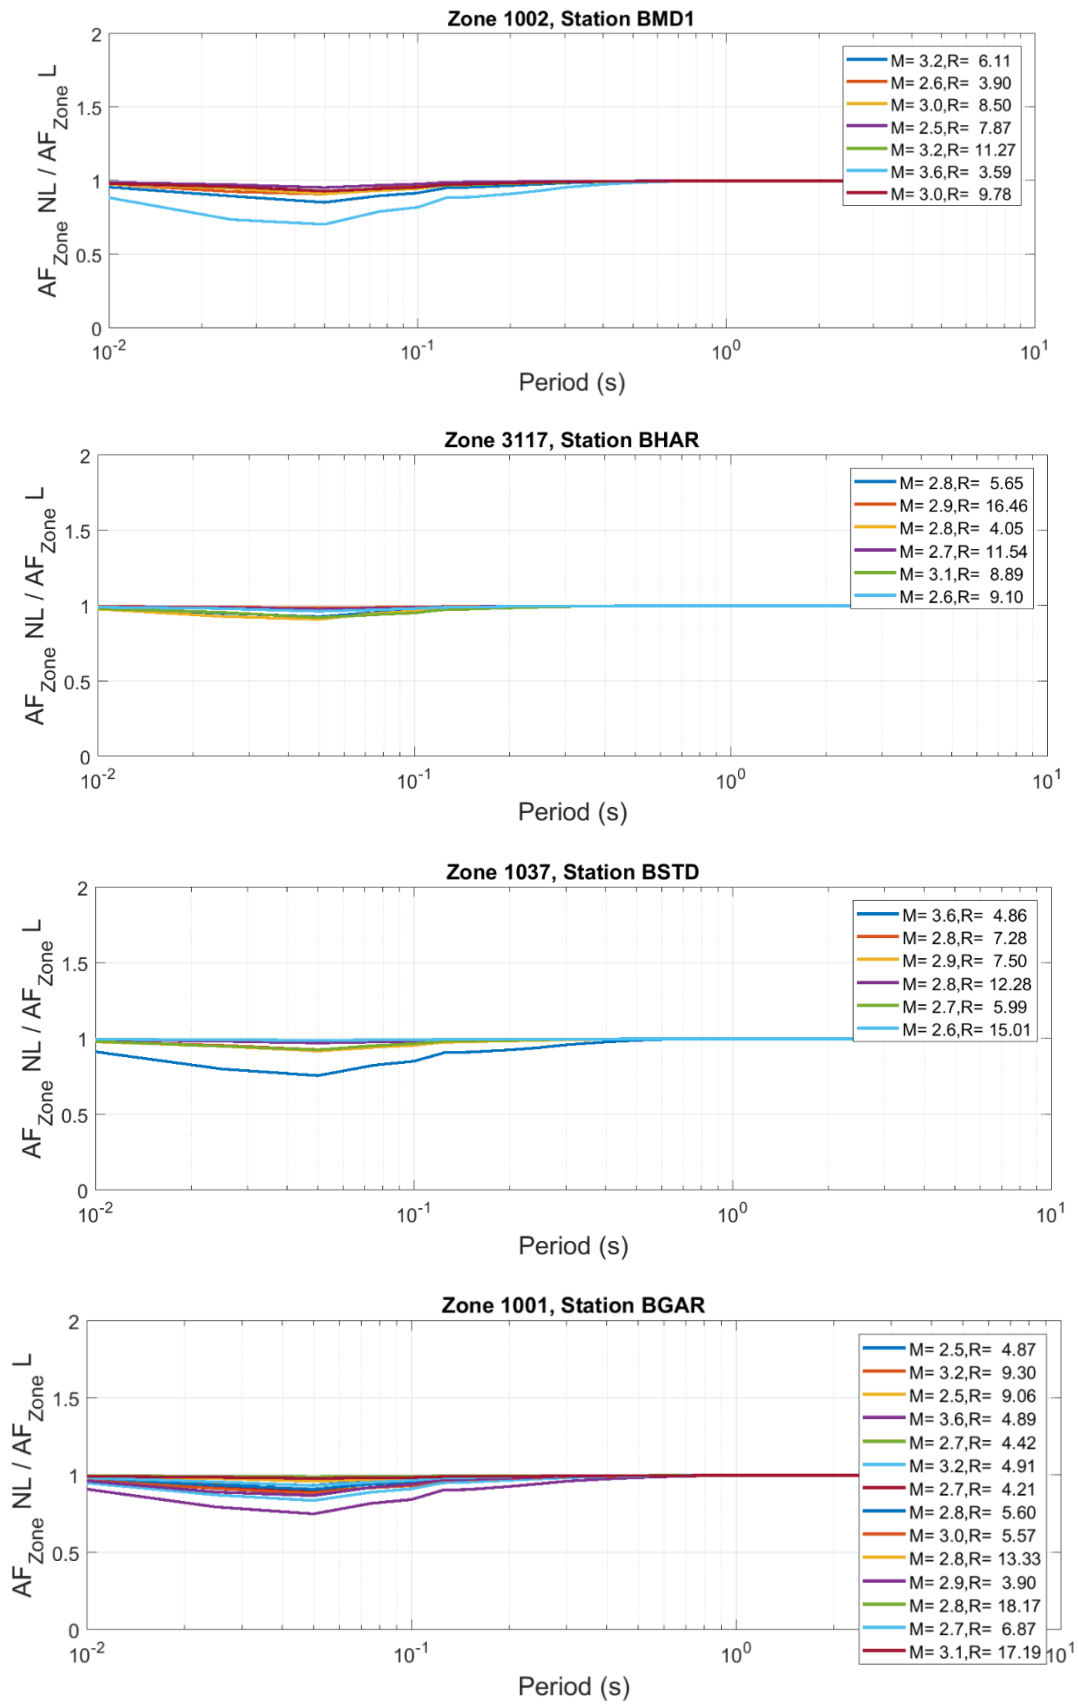 Zone 1002, Station BMD1
AF_Zone NL / AF_Zone L
2
1.5
1
0.5
0
M= 3.2,R= 6.11
M= 2.6,R= 3.90
M= 3.0,R= 8.50
M= 2.5,R= 7.87
M= 3.2,R= 11.27
M= 3.6,R= 3.59
M= 3.0,R= 9.78
10^-2 10^-1 10^0 10^1
Period (s)
Zone 3117, Station BHAR
AF_Zone NL / AF_Zone L
2
1.5
1
0.5
0
M= 2.8,R= 5.65
M= 2.9,R= 16.46
M= 2.8,R= 4.05
M= 2.7,R= 11.54
M= 3.1,R= 8.89
M= 2.6,R= 9.10
10^-2 10^-1 10^0 10^1
Period (s)
Zone 1037, Station BSTD
AF_Zone NL / AF_Zone L
2
1.5
1
0.5
0
M= 3.6,R= 4.86
M= 2.8,R= 7.28
M= 2.9,R= 7.50
M= 2.8,R= 12.28
M= 2.7,R= 5.99
M= 2.6,R= 15.01
10^-2 10^-1 10^0 10^1
Period (s)
Zone 1001, Station BGAR
AF_Zone NL / AF_Zone L
2
1.5
1
0.5
0
M= 2.5,R= 4.87
M= 3.2,R= 9.30
M= 2.5,R= 9.06
M= 3.6,R= 4.89
M= 2.7,R= 4.42
M= 3.2,R= 4.91
M= 2.7,R= 4.21
M= 2.8,R= 5.60
M= 3.0,R= 5.57
M= 2.8,R= 13.33
M= 2.9,R= 3.90
M= 2.8,R= 18.17
M= 2.7,R= 6.87
M= 3.1,R= 17.19
10^-2 10^-1 10^0 10^1
Period (s)